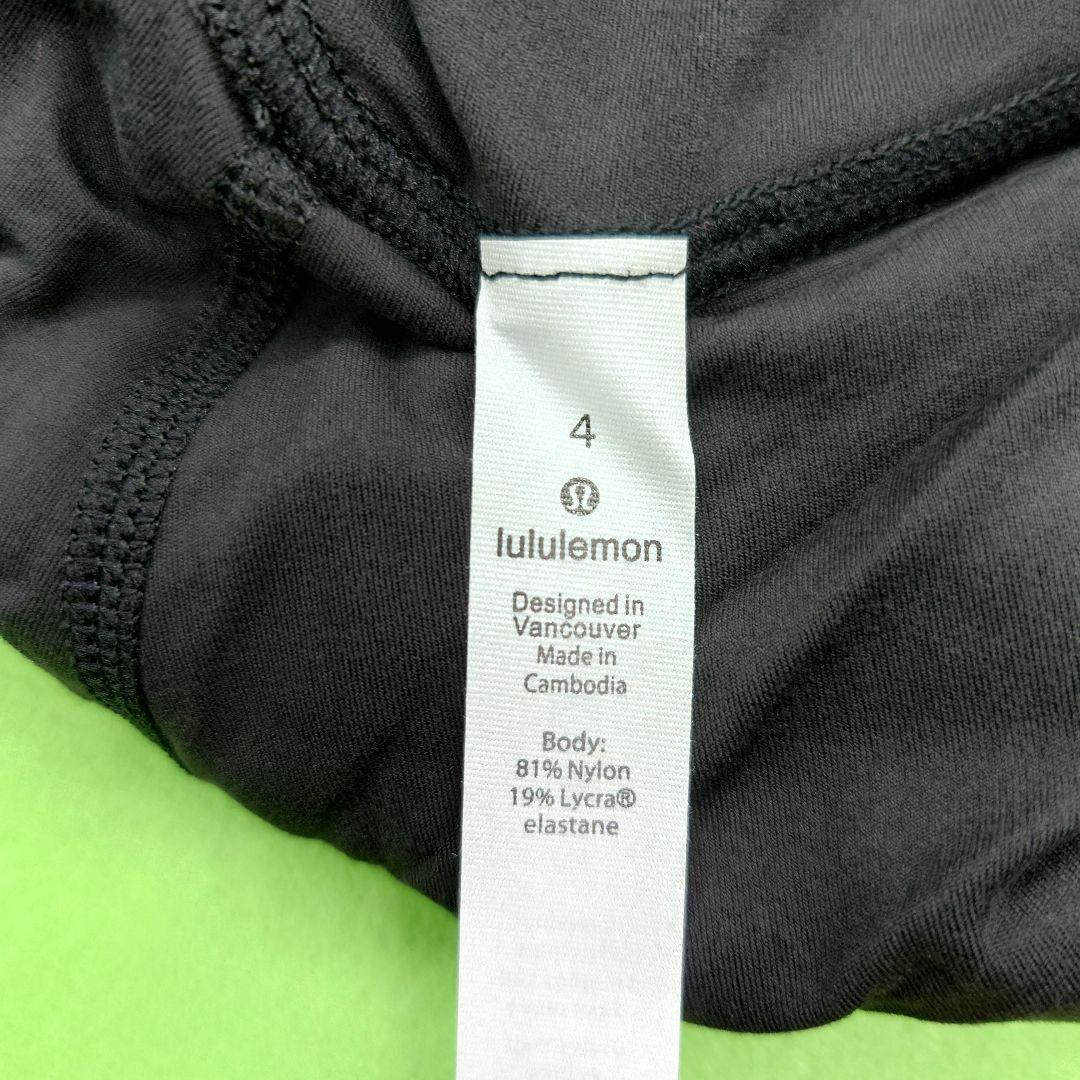 4
lululemon
Designed in
Vancouver
Made in
Cambodia
Body:
81% Nylon
19% Lycra®
elastane